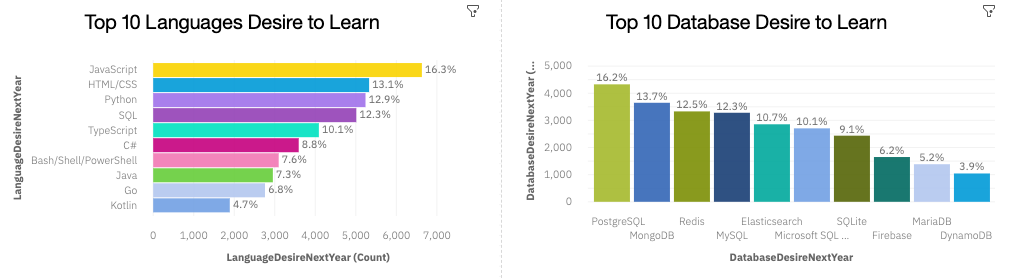 Top 10 Languages Desire to Learn
LanguageDesireNextYear
JavaScript 16.3%
HTML/CSS 13.1%
Python 12.9%
SQL 12.3%
TypeScript 10.1%
C# 8.8%
Bash/Shell/PowerShell 7.6%
Java 7.3%
Go 6.8%
Kotlin 4.7%
0 1,000 2,000 3,000 4,000 5,000 6,000 7,000
LanguageDesireNextYear (Count)
Top 10 Database Desire to Learn
DatabaseDesireNextYear (...
5,000
4,000
3,000
2,000
1,000
0
16.2% 13.7% 12.5% 12.3% 10.7% 10.1% 9.1% 6.2% 5.2% 3.9%
PostgreSQL Redis Elasticsearch SQLite MariaDB
MongoDB MySQL Microsoft SQL ... Firebase DynamoDB
DatabaseDesireNextYear